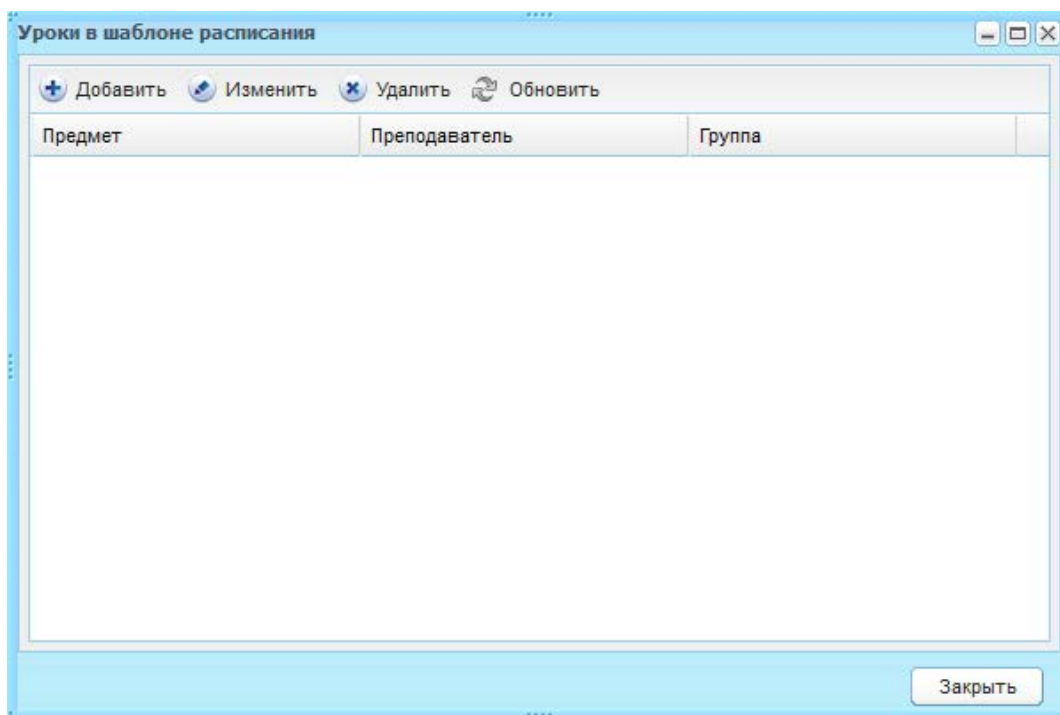 Уроки в шаблоне расписания
Добавить Изменить Удалить Обновить
Предмет Преподаватель Группа
Закрыть